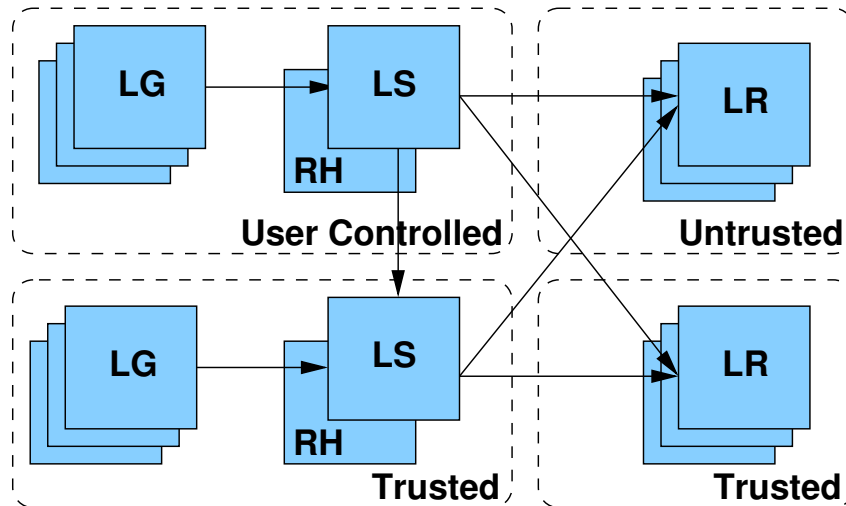 LG
LS
RH
User Controlled
LR
Untrusted
LG
LS
RH
Trusted
LR
Trusted